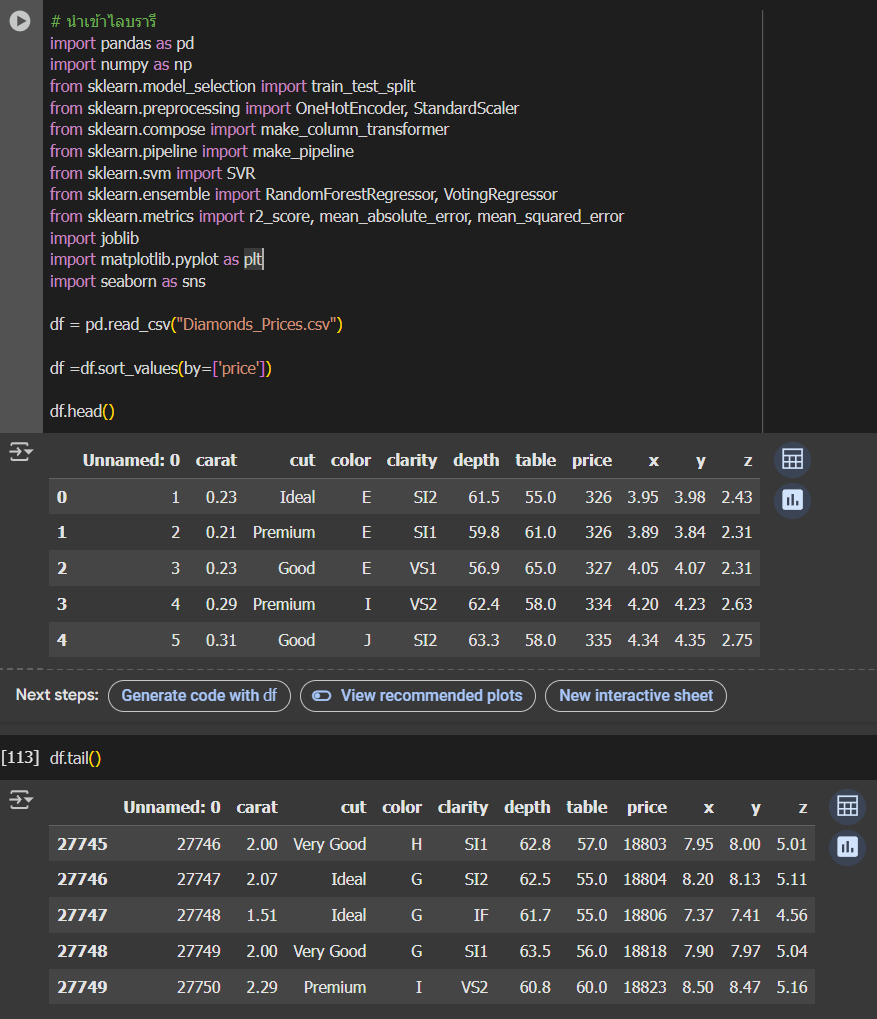 # นำเข้าไลบรารี
import pandas as pd
import numpy as np
from sklearn.model_selection import train_test_split
from sklearn.preprocessing import OneHotEncoder, StandardScaler
from sklearn.compose import make_column_transformer
from sklearn.pipeline import make_pipeline
from sklearn.svm import SVR
from sklearn.ensemble import RandomForestRegressor, VotingRegressor
from sklearn.metrics import r2_score, mean_absolute_error, mean_squared_error
import joblib
import matplotlib.pyplot as plt
import seaborn as sns
df = pd.read_csv("Diamonds_Prices.csv")
df =df.sort_values(by=['price'])
df.head()
Unnamed: 0 carat cut color clarity depth table price x y z
0 1 0.23 Ideal E SI2 61.5 55.0 326 3.95 3.98 2.43
1 2 0.21 Premium E SI1 59.8 61.0 326 3.89 3.84 2.31
2 3 0.23 Good E VS1 56.9 65.0 327 4.05 4.07 2.31
3 4 0.29 Premium I VS2 62.4 58.0 334 4.20 4.23 2.63
4 5 0.31 Good J SI2 63.3 58.0 335 4.34 4.35 2.75
Next steps: Generate code with df View recommended plots New interactive sheet
[113] df.tail()
Unnamed: 0 carat cut color clarity depth table price x y z
27745 27746 2.00 Very Good H SI1 62.8 57.0 18803 7.95 8.00 5.01
27746 27747 2.07 Ideal G SI2 62.5 55.0 18804 8.20 8.13 5.11
27747 27748 1.51 Ideal G IF 61.7 55.0 18806 7.37 7.41 4.56
27748 27749 2.00 Very Good G SI1 63.5 56.0 18818 7.90 7.97 5.04
27749 27750 2.29 Premium I VS2 60.8 60.0 18823 8.50 8.47 5.16